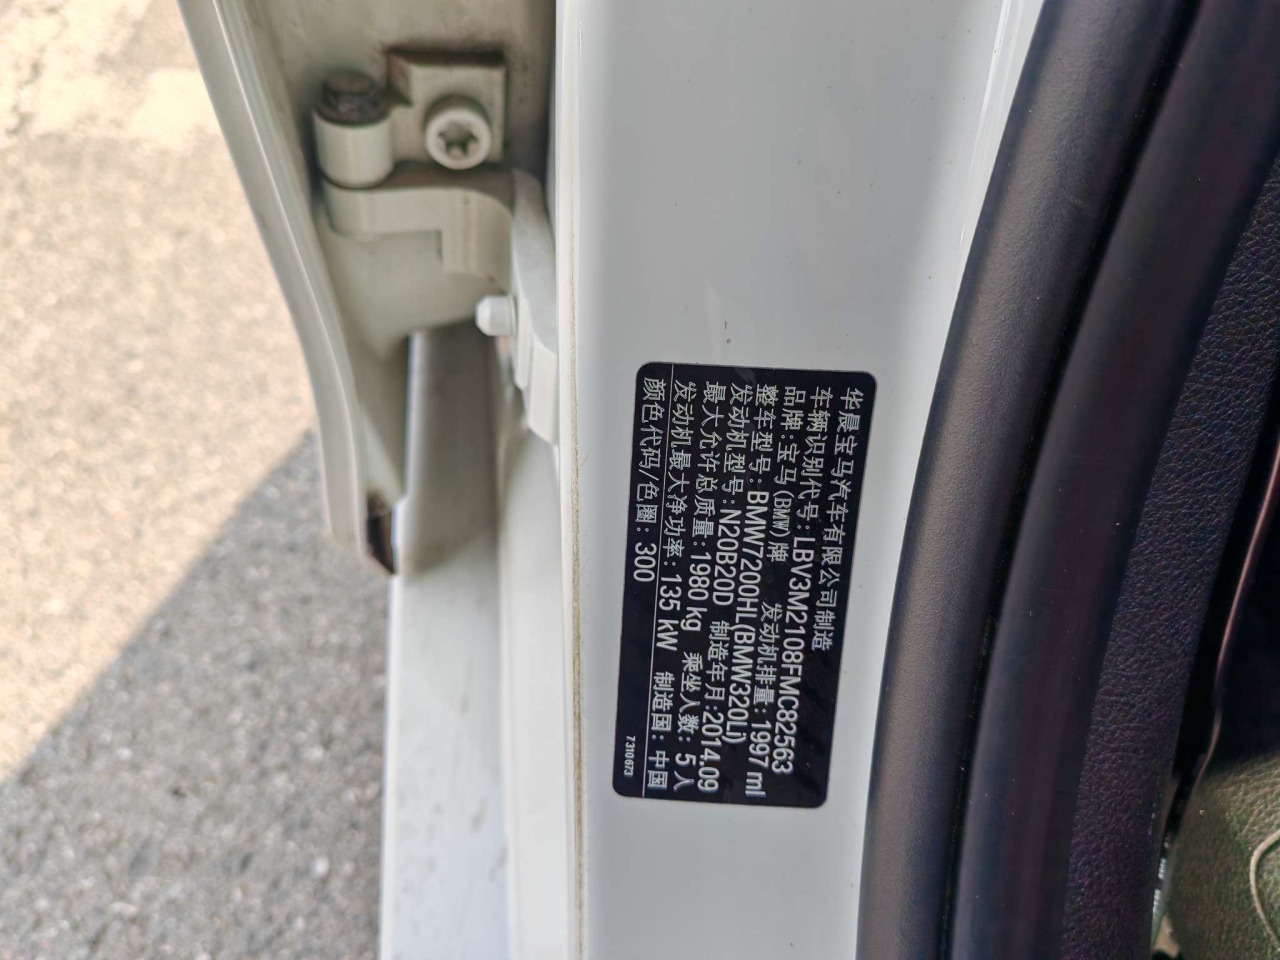 华晨宝马汽车有限公司制造
车辆识别代号: LBV3M2108FMC82563
品牌: 宝马 (BMW) 牌 发动机排量: 1997 ml
整车型号: BMW7200HL(BMW320Li)
发动机型号: N20B20D 制造年月: 2014.09
最大允许总质量: 1980 kg 乘坐人数: 5 人
发动机最大净功率: 135 kW 制造国: 中国
颜色代码/色圈: 300 7310673